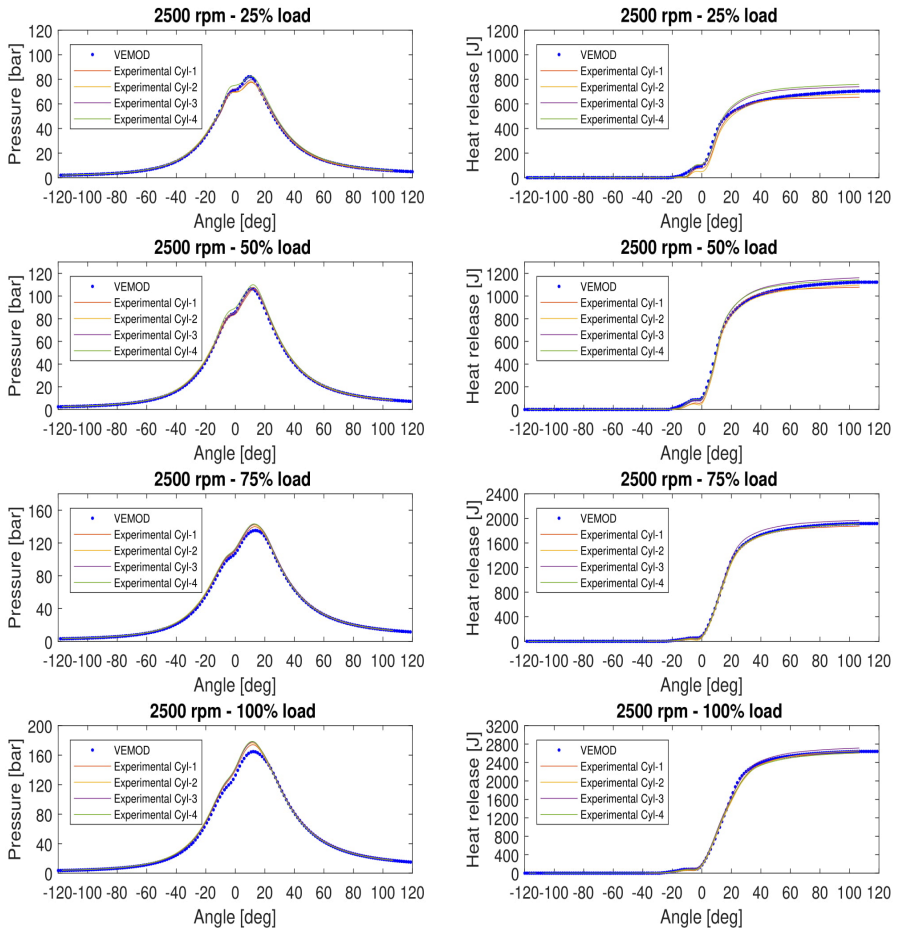 2500 rpm - 25% load
Pressure [bar]
120
100
80
60
40
20
0
VEMOD
Experimental Cyl-1
Experimental Cyl-2
Experimental Cyl-3
Experimental Cyl-4
-120-100 -80 -60 -40 -20 0 20 40 60 80 100 120
Angle [deg]
2500 rpm - 25% load
Heat release [J]
1200
1000
800
600
400
200
0
VEMOD
Experimental Cyl-1
Experimental Cyl-2
Experimental Cyl-3
Experimental Cyl-4
-120-100 -80 -60 -40 -20 0 20 40 60 80 100 120
Angle [deg]
2500 rpm - 50% load
Pressure [bar]
120
100
80
60
40
20
0
VEMOD
Experimental Cyl-1
Experimental Cyl-2
Experimental Cyl-3
Experimental Cyl-4
-120-100 -80 -60 -40 -20 0 20 40 60 80 100 120
Angle [deg]
2500 rpm - 50% load
Heat release [J]
1200
1000
800
600
400
200
0
VEMOD
Experimental Cyl-1
Experimental Cyl-2
Experimental Cyl-3
Experimental Cyl-4
-120-100 -80 -60 -40 -20 0 20 40 60 80 100 120
Angle [deg]
2500 rpm - 75% load
Pressure [bar]
160
120
80
40
0
VEMOD
Experimental Cyl-1
Experimental Cyl-2
Experimental Cyl-3
Experimental Cyl-4
-120-100 -80 -60 -40 -20 0 20 40 60 80 100 120
Angle [deg]
2500 rpm - 75% load
Heat release [J]
2400
2000
1600
1200
800
400
0
VEMOD
Experimental Cyl-1
Experimental Cyl-2
Experimental Cyl-3
Experimental Cyl-4
-120-100 -80 -60 -40 -20 0 20 40 60 80 100 120
Angle [deg]
2500 rpm - 100% load
Pressure [bar]
200
160
120
80
40
0
VEMOD
Experimental Cyl-1
Experimental Cyl-2
Experimental Cyl-3
Experimental Cyl-4
-120-100 -80 -60 -40 -20 0 20 40 60 80 100 120
Angle [deg]
2500 rpm - 100% load
Heat release [J]
3200
2800
2400
2000
1600
1200
800
400
0
VEMOD
Experimental Cyl-1
Experimental Cyl-2
Experimental Cyl-3
Experimental Cyl-4
-120-100 -80 -60 -40 -20 0 20 40 60 80 100 120
Angle [deg]